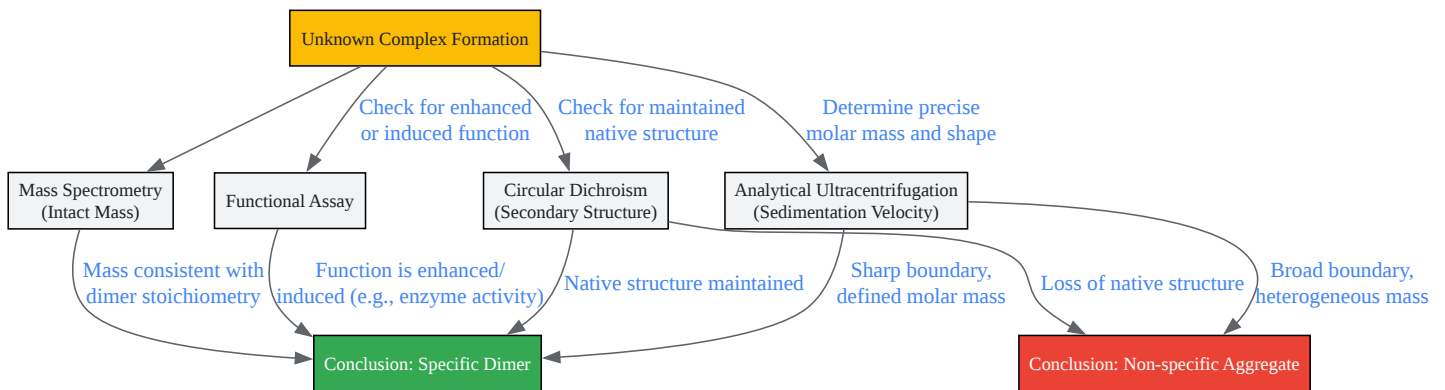 Unknown Complex Formation
Check for enhanced
or induced function
Check for maintained
native structure
Determine precise
molar mass and shape
Mass Spectrometry
(Intact Mass)
Functional Assay
Circular Dichroism
(Secondary Structure)
Analytical Ultracentrifugation
(Sedimentation Velocity)
Mass consistent with
dimer stoichiometry
Function is enhanced/
induced (e.g., enzyme activity)
Native structure maintained
Sharp boundary,
defined molar mass
Loss of native structure
Broad boundary,
heterogeneous mass
Conclusion: Specific Dimer
Conclusion: Non-specific Aggregate